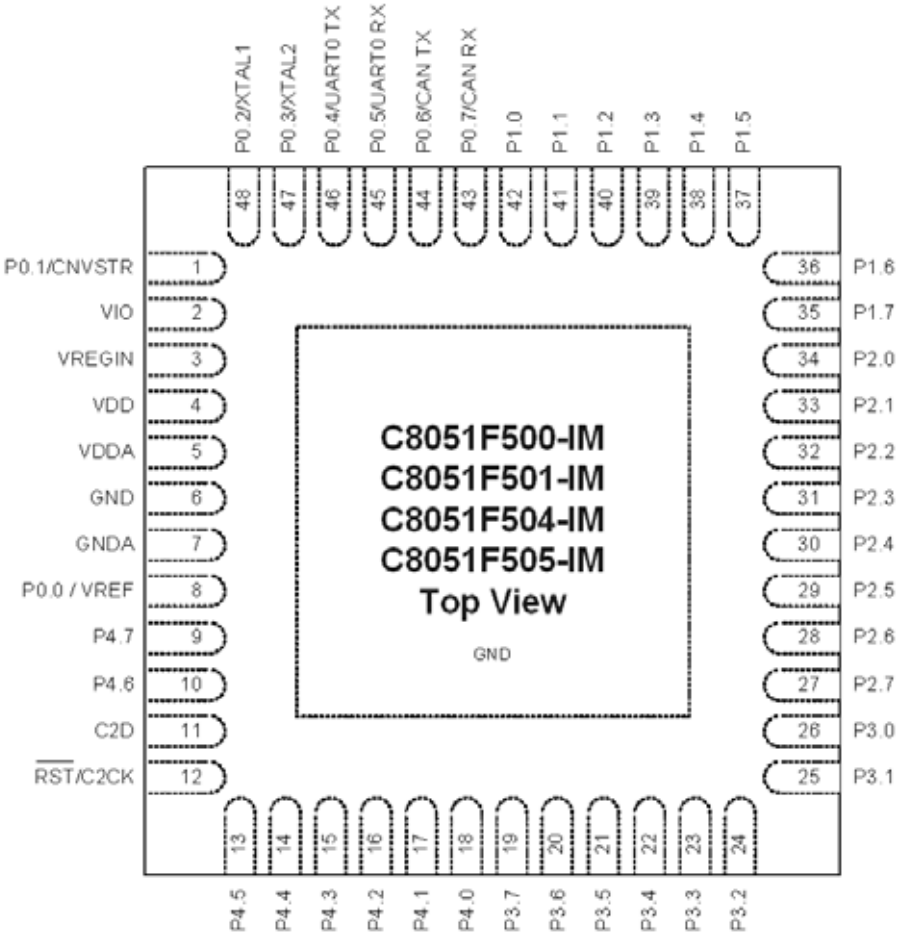 P0.2/XTAL1
P0.3/XTAL2
P0.4/UART0 TX
P0.5/UART0 RX
P0.6/CAN TX
P0.7/CAN RX
P1.0
P1.1
P1.2
P1.3
P1.4
P1.5
48
47
46
45
44
43
42
41
40
39
38
37
P0.1/CNVSTR 1
VIO 2
VREGIN 3
VDD 4
VDDA 5
GND 6
GNDA 7
P0.0 / VREF 8
P4.7 9
P4.6 10
C2D 11
RST/C2CK 12
C8051F500-IM
C8051F501-IM
C8051F504-IM
C8051F505-IM
Top View
GND
36 P1.6
35 P1.7
34 P2.0
33 P2.1
32 P2.2
31 P2.3
30 P2.4
29 P2.5
28 P2.6
27 P2.7
26 P3.0
25 P3.1
13
14
15
16
17
18
19
20
21
22
23
24
P4.5
P4.4
P4.3
P4.2
P4.1
P4.0
P3.7
P3.6
P3.5
P3.4
P3.3
P3.2